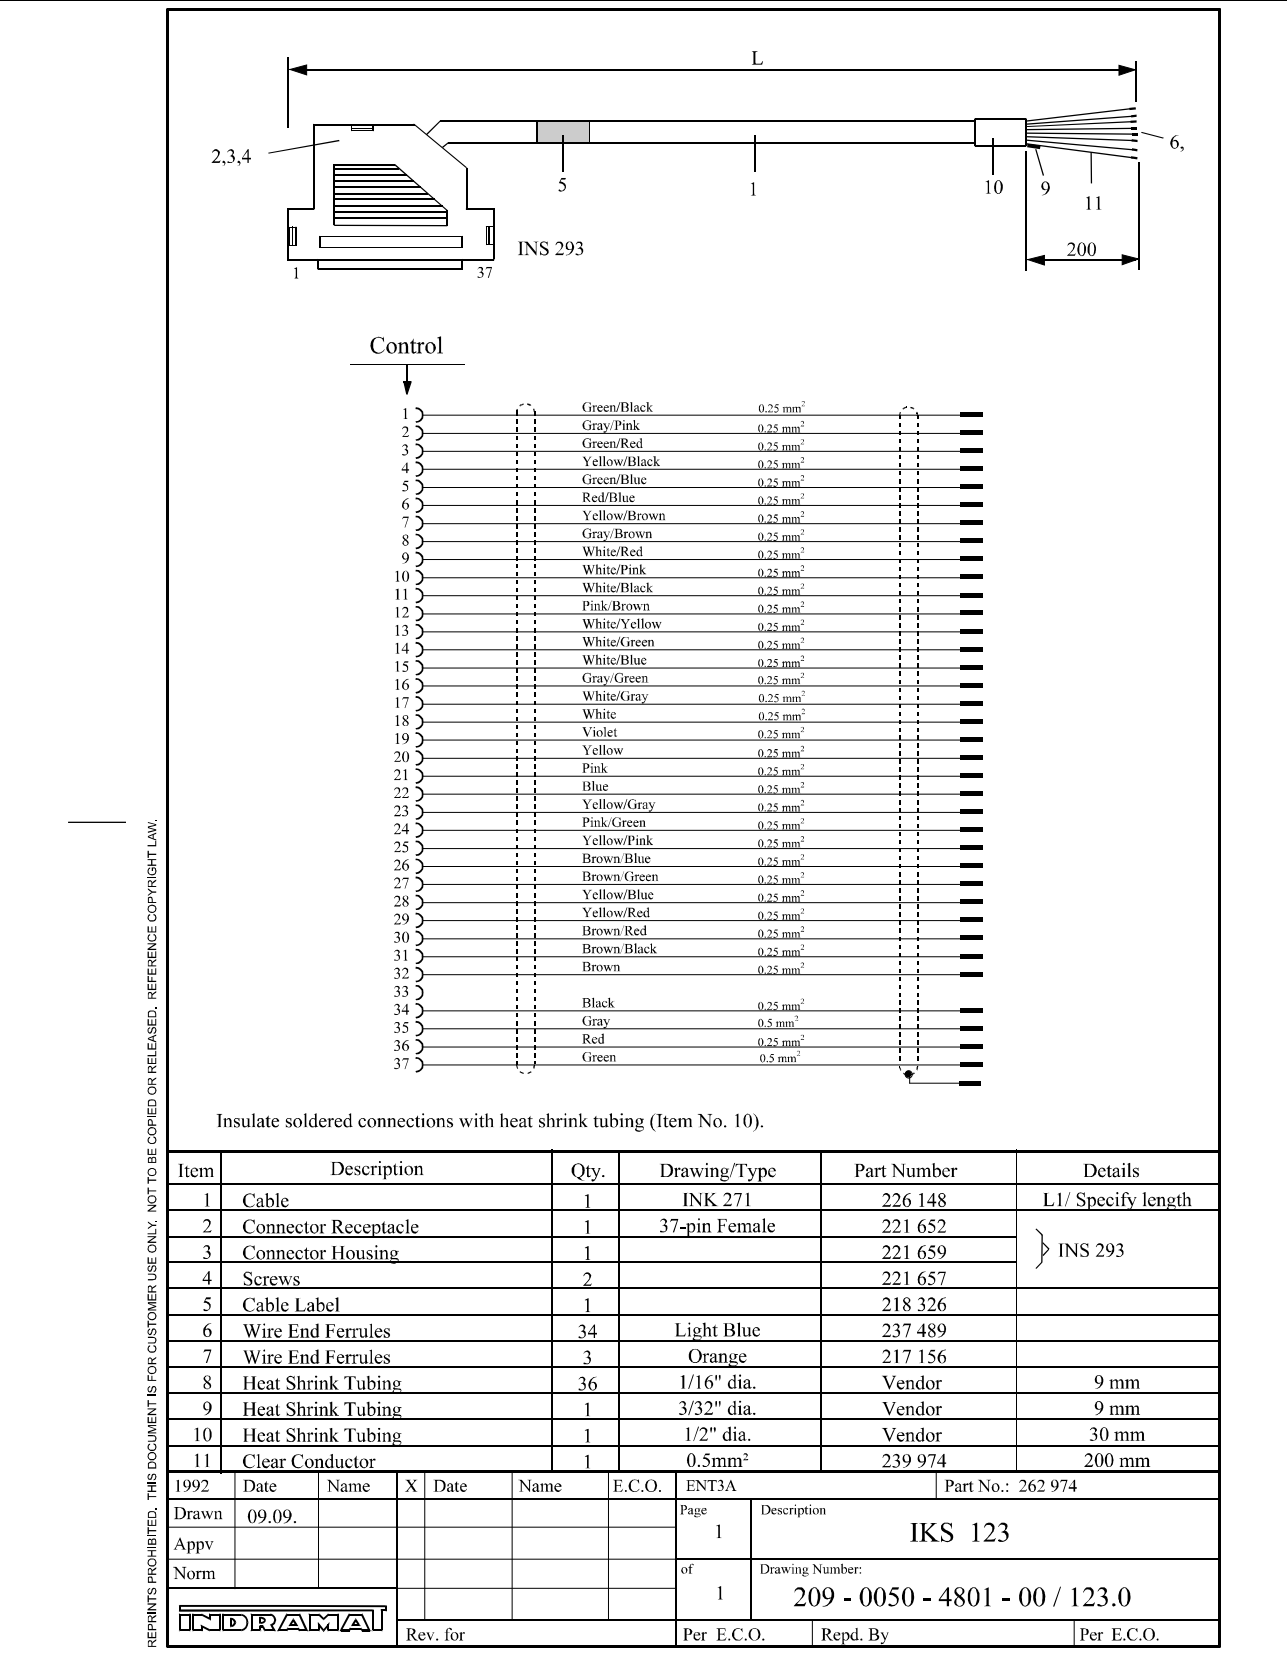 L
2,3,4
5
1
10
9
11
6,
INS 293
1
37
200
Control
1 Green/Black 0.25 mm²
2 Gray/Pink 0.25 mm²
3 Green/Red 0.25 mm²
4 Yellow/Black 0.25 mm²
5 Green/Blue 0.25 mm²
6 Red/Blue 0.25 mm²
7 Yellow/Brown 0.25 mm²
8 Gray/Brown 0.25 mm²
9 White/Red 0.25 mm²
10 White/Pink 0.25 mm²
11 White/Black 0.25 mm²
12 Pink/Brown 0.25 mm²
13 White/Yellow 0.25 mm²
14 White/Green 0.25 mm²
15 White/Blue 0.25 mm²
16 Gray/Green 0.25 mm²
17 White/Gray 0.25 mm²
18 White 0.25 mm²
19 Violet 0.25 mm²
20 Yellow 0.25 mm²
21 Pink 0.25 mm²
22 Blue 0.25 mm²
23 Yellow/Gray 0.25 mm²
24 Pink/Green 0.25 mm²
25 Yellow/Pink 0.25 mm²
26 Brown/Blue 0.25 mm²
27 Brown/Green 0.25 mm²
28 Yellow/Blue 0.25 mm²
29 Yellow/Red 0.25 mm²
30 Brown/Red 0.25 mm²
31 Brown/Black 0.25 mm²
32 Brown 0.25 mm²
33
34 Black 0.25 mm²
35 Gray 0.5 mm²
36 Red 0.25 mm²
37 Green 0.5 mm²
Insulate soldered connections with heat shrink tubing (Item No. 10).
Item Description Qty. Drawing/Type Part Number Details
1 Cable 1 INK 271 226 148 L1/ Specify length
2 Connector Receptacle 1 37-pin Female 221 652
3 Connector Housing 1 221 659 INS 293
4 Screws 2 221 657
5 Cable Label 1 218 326
6 Wire End Ferrules 34 Light Blue 237 489
7 Wire End Ferrules 3 Orange 217 156
8 Heat Shrink Tubing 36 1/16" dia. Vendor 9 mm
9 Heat Shrink Tubing 1 3/32" dia. Vendor 9 mm
10 Heat Shrink Tubing 1 1/2" dia. Vendor 30 mm
11 Clear Conductor 1 0.5mm² 239 974 200 mm
1992 Date Name X Date Name E.C.O. ENT3A Part No.: 262 974
Drawn 09.09.
Appv
Norm
Page
1
Description
IKS 123
of
1
Drawing Number:
209 - 0050 - 4801 - 00 / 123.0
INDRAMAT
Rev. for Per E.C.O. Repd. By Per E.C.O.
REPRINTS PROHIBITED. THIS DOCUMENT IS FOR CUSTOMER USE ONLY. NOT TO BE COPIED OR RELEASED. REFERENCE COPYRIGHT LAW.